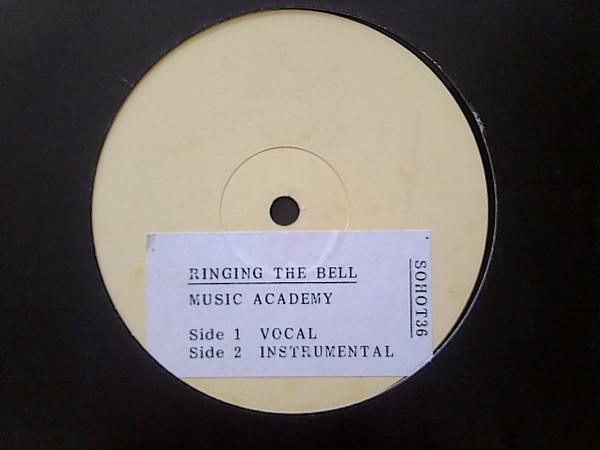 RINGING THE BELL
MUSIC ACADEMY
Side 1 VOCAL
Side 2 INSTRUMENTAL
SOHOT36